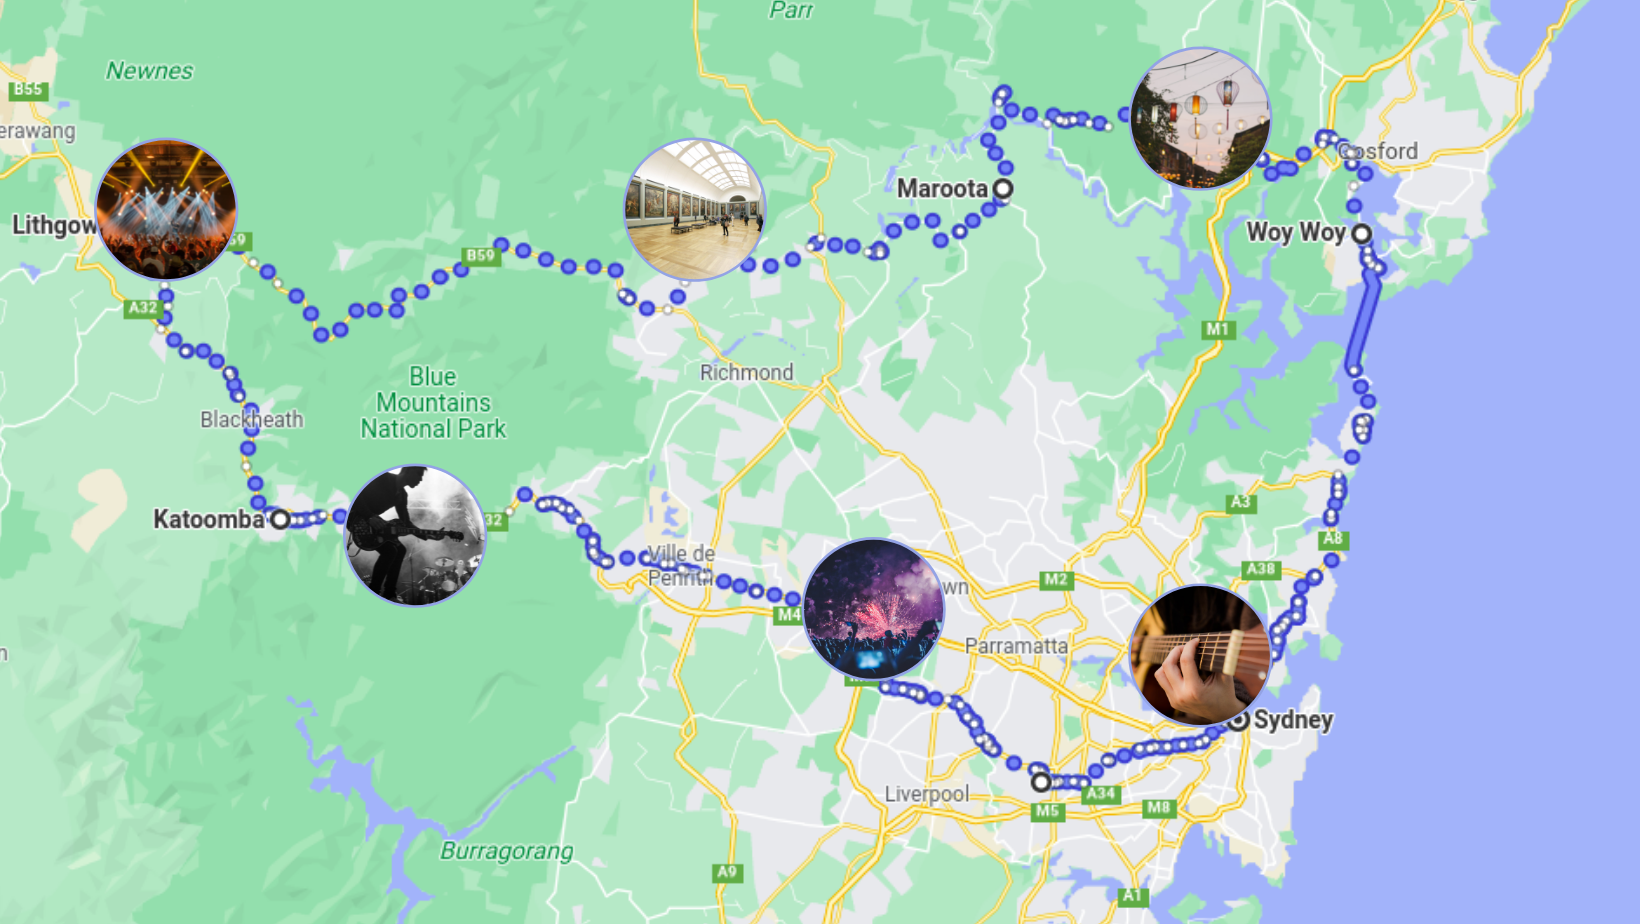 Parr
Newnes
B55
erawang
Gosford
Maroota
Lithgow
Woy Woy
59
B59
A32
M1
Richmond
Blue
Mountains
National Park
Blackheath
A3
Katoomba
32
A8
Ville de
Penrith
A38
M2
wn
M4
Parramatta
Sydney
Liverpool
A34
M5
M8
Burragorang
A9
A1